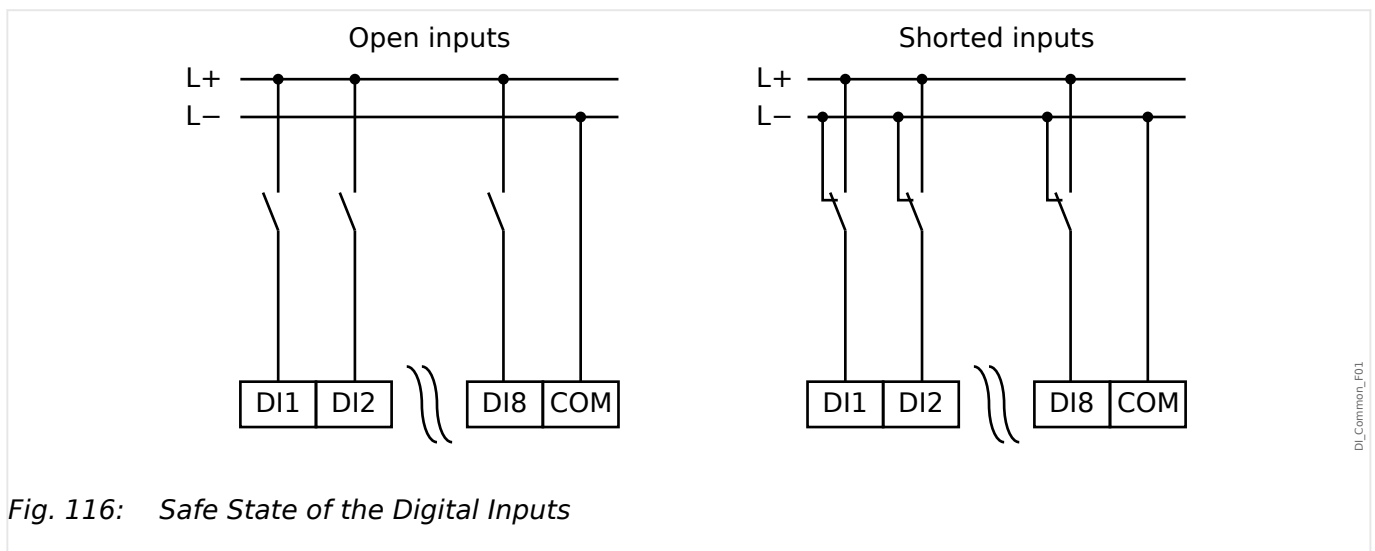 Open inputs
Shorted inputs
L+
L−
L+
L−
DI1 DI2 DI8 COM
DI1 DI2 DI8 COM
DI_Common_F01
Fig. 116: Safe State of the Digital Inputs